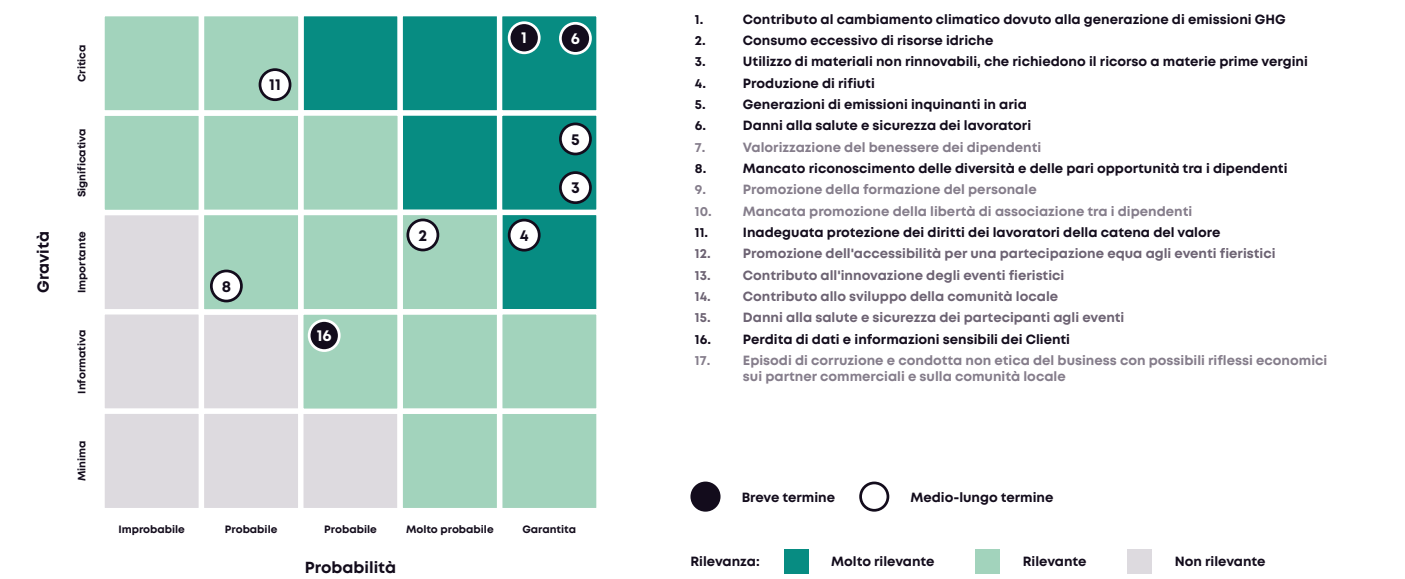 Gravità
Critica
Significativa
Importante
Informativa
Minima
1
6
11
5
3
2
4
8
16
Improbabile
Probabile
Probabile
Molto probabile
Garantita
Probabilità
1. Contributo al cambiamento climatico dovuto alla generazione di emissioni GHG
2. Consumo eccessivo di risorse idriche
3. Utilizzo di materiali non rinnovabili, che richiedono il ricorso a materie prime vergini
4. Produzione di rifiuti
5. Generazioni di emissioni inquinanti in aria
6. Danni alla salute e sicurezza dei lavoratori
7. Valorizzazione del benessere dei dipendenti
8. Mancato riconoscimento delle diversità e delle pari opportunità tra i dipendenti
9. Promozione della formazione del personale
10. Mancata promozione della libertà di associazione tra i dipendenti
11. Inadeguata protezione dei diritti dei lavoratori della catena del valore
12. Promozione dell'accessibilità per una partecipazione equa agli eventi fieristici
13. Contributo all'innovazione degli eventi fieristici
14. Contributo allo sviluppo della comunità locale
15. Danni alla salute e sicurezza dei partecipanti agli eventi
16. Perdita di dati e informazioni sensibili dei Clienti
17. Episodi di corruzione e condotta non etica del business con possibili riflessi economici
sui partner commerciali e sulla comunità locale
Breve termine
Medio-lungo termine
Rilevanza:
Molto rilevante
Rilevante
Non rilevante